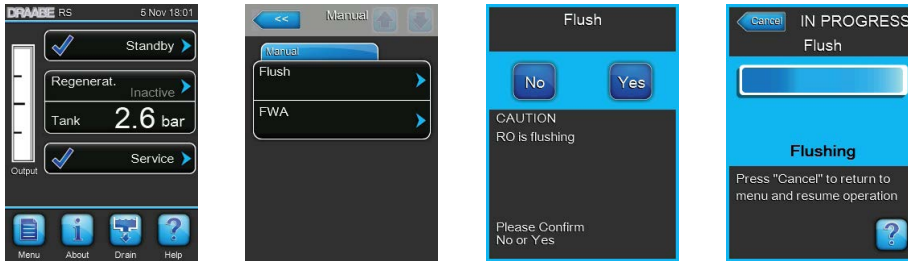 DRAABE RS 5 Nov 18:01
Standby
Regenerat.
Inactive
Tank 2.6 bar
Service
Output
Menu About Drain Help
<< Manual
Manual
Flush
FWA
Flush
No Yes
CAUTION
RO is flushing
Please Confirm
No or Yes
Cancel IN PROGRESS
Flush
Flushing
Press "Cancel" to return to
menu and resume operation